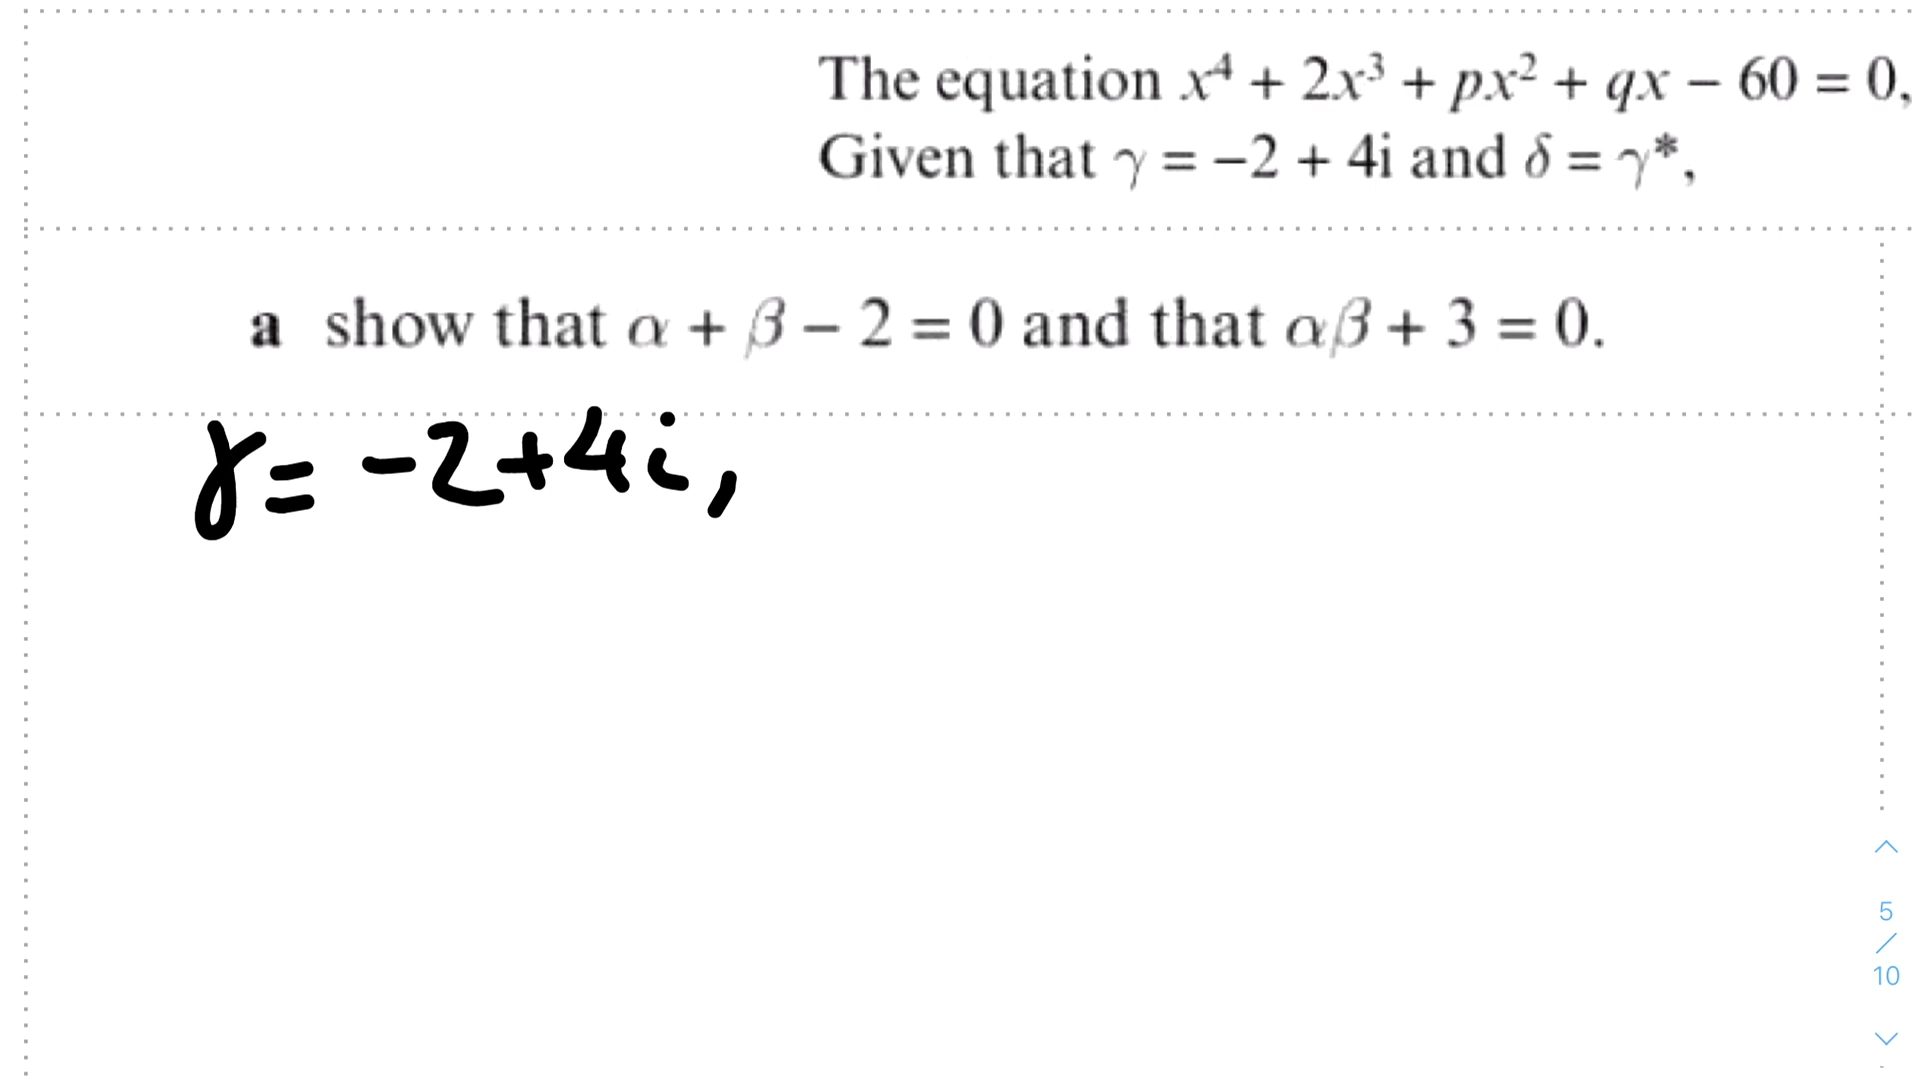 The equation x⁴ + 2x³ + px² + qx − 60 = 0,
Given that γ = −2 + 4i and δ = γ*,
a show that α + β − 2 = 0 and that αβ + 3 = 0.
γ = −2+4i,
5
/
10